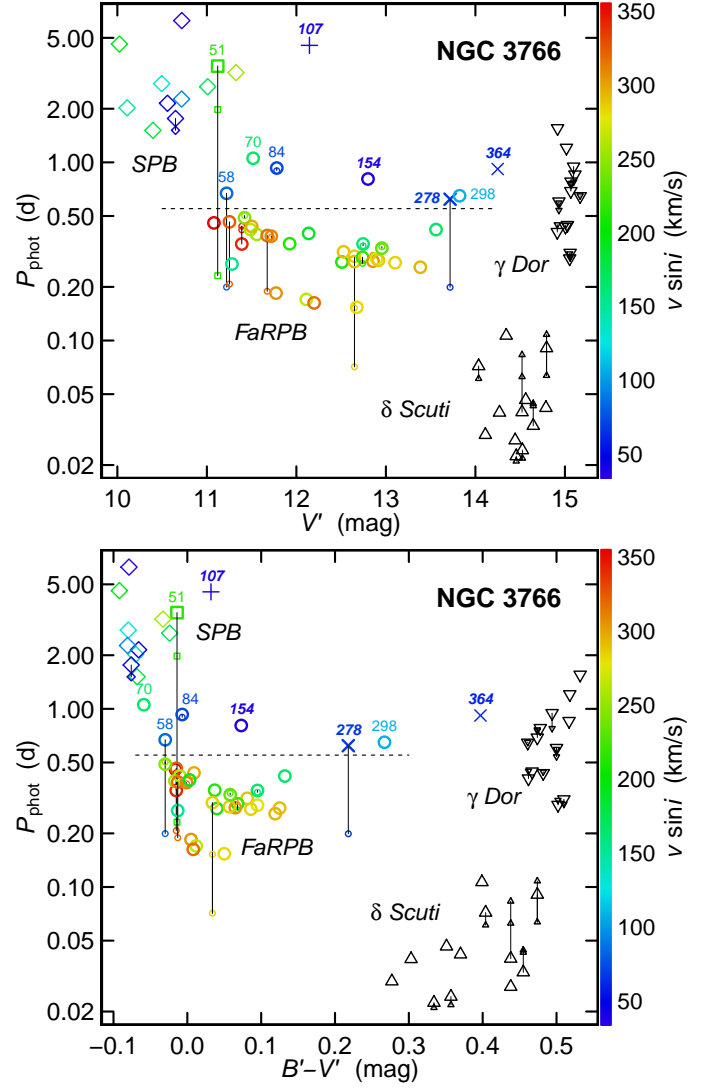 NGC 3766
107
51
SPB
70
84
154
364
58
278
298
γ Dor
FaRPB
δ Scuti
5.00
2.00
1.00
0.50
0.20
0.10
0.05
0.02
P phot (d)
10 11 12 13 14 15
V′ (mag)
350
300
250
200
150
100
50
v sini (km/s)
NGC 3766
107
51
SPB
70
84
154
364
58
278
298
γ Dor
FaRPB
δ Scuti
5.00
2.00
1.00
0.50
0.20
0.10
0.05
0.02
P phot (d)
−0.1 0.0 0.1 0.2 0.3 0.4 0.5
B′−V′ (mag)
350
300
250
200
150
100
50
v sini (km/s)